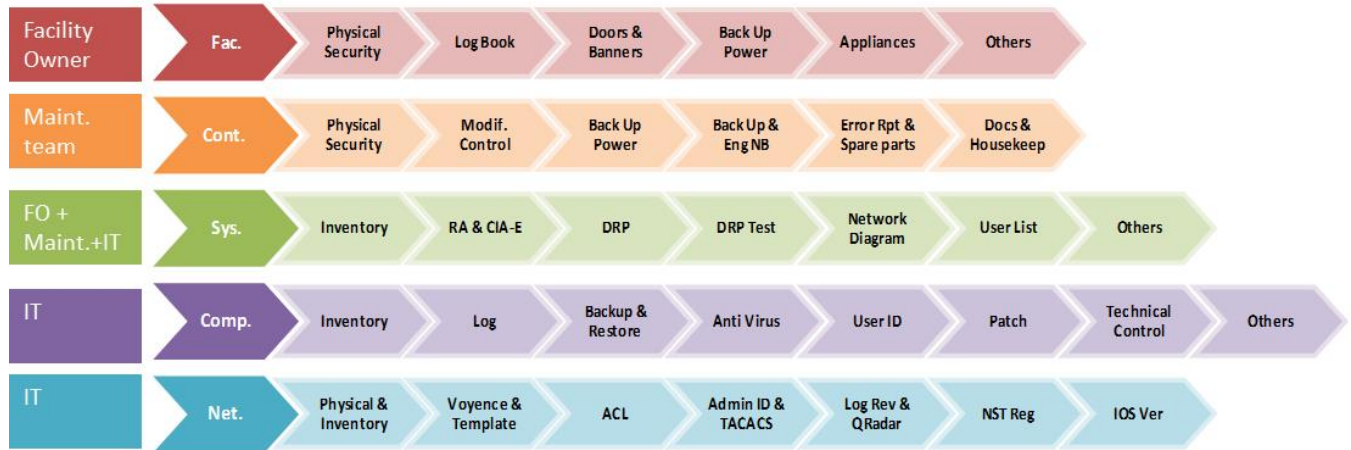 Facility
Owner
Fac.
Physical
Security
Log Book
Doors &
Banners
Back Up
Power
Appliances
Others
Maint.
team
Cont.
Physical
Security
Modif.
Control
Back Up
Power
Back Up &
Eng NB
Error Rpt &
Spare parts
Docs &
Housekeep
FO +
Maint.+IT
Sys.
Inventory
RA & CIA-E
DRP
DRP Test
Network
Diagram
User List
Others
IT
Comp.
Inventory
Log
Backup &
Restore
Anti Virus
User ID
Patch
Technical
Control
Others
IT
Net.
Physical &
Inventory
Voyence &
Template
ACL
Admin ID &
TACACS
Log Rev &
QRadar
NST Reg
IOS Ver